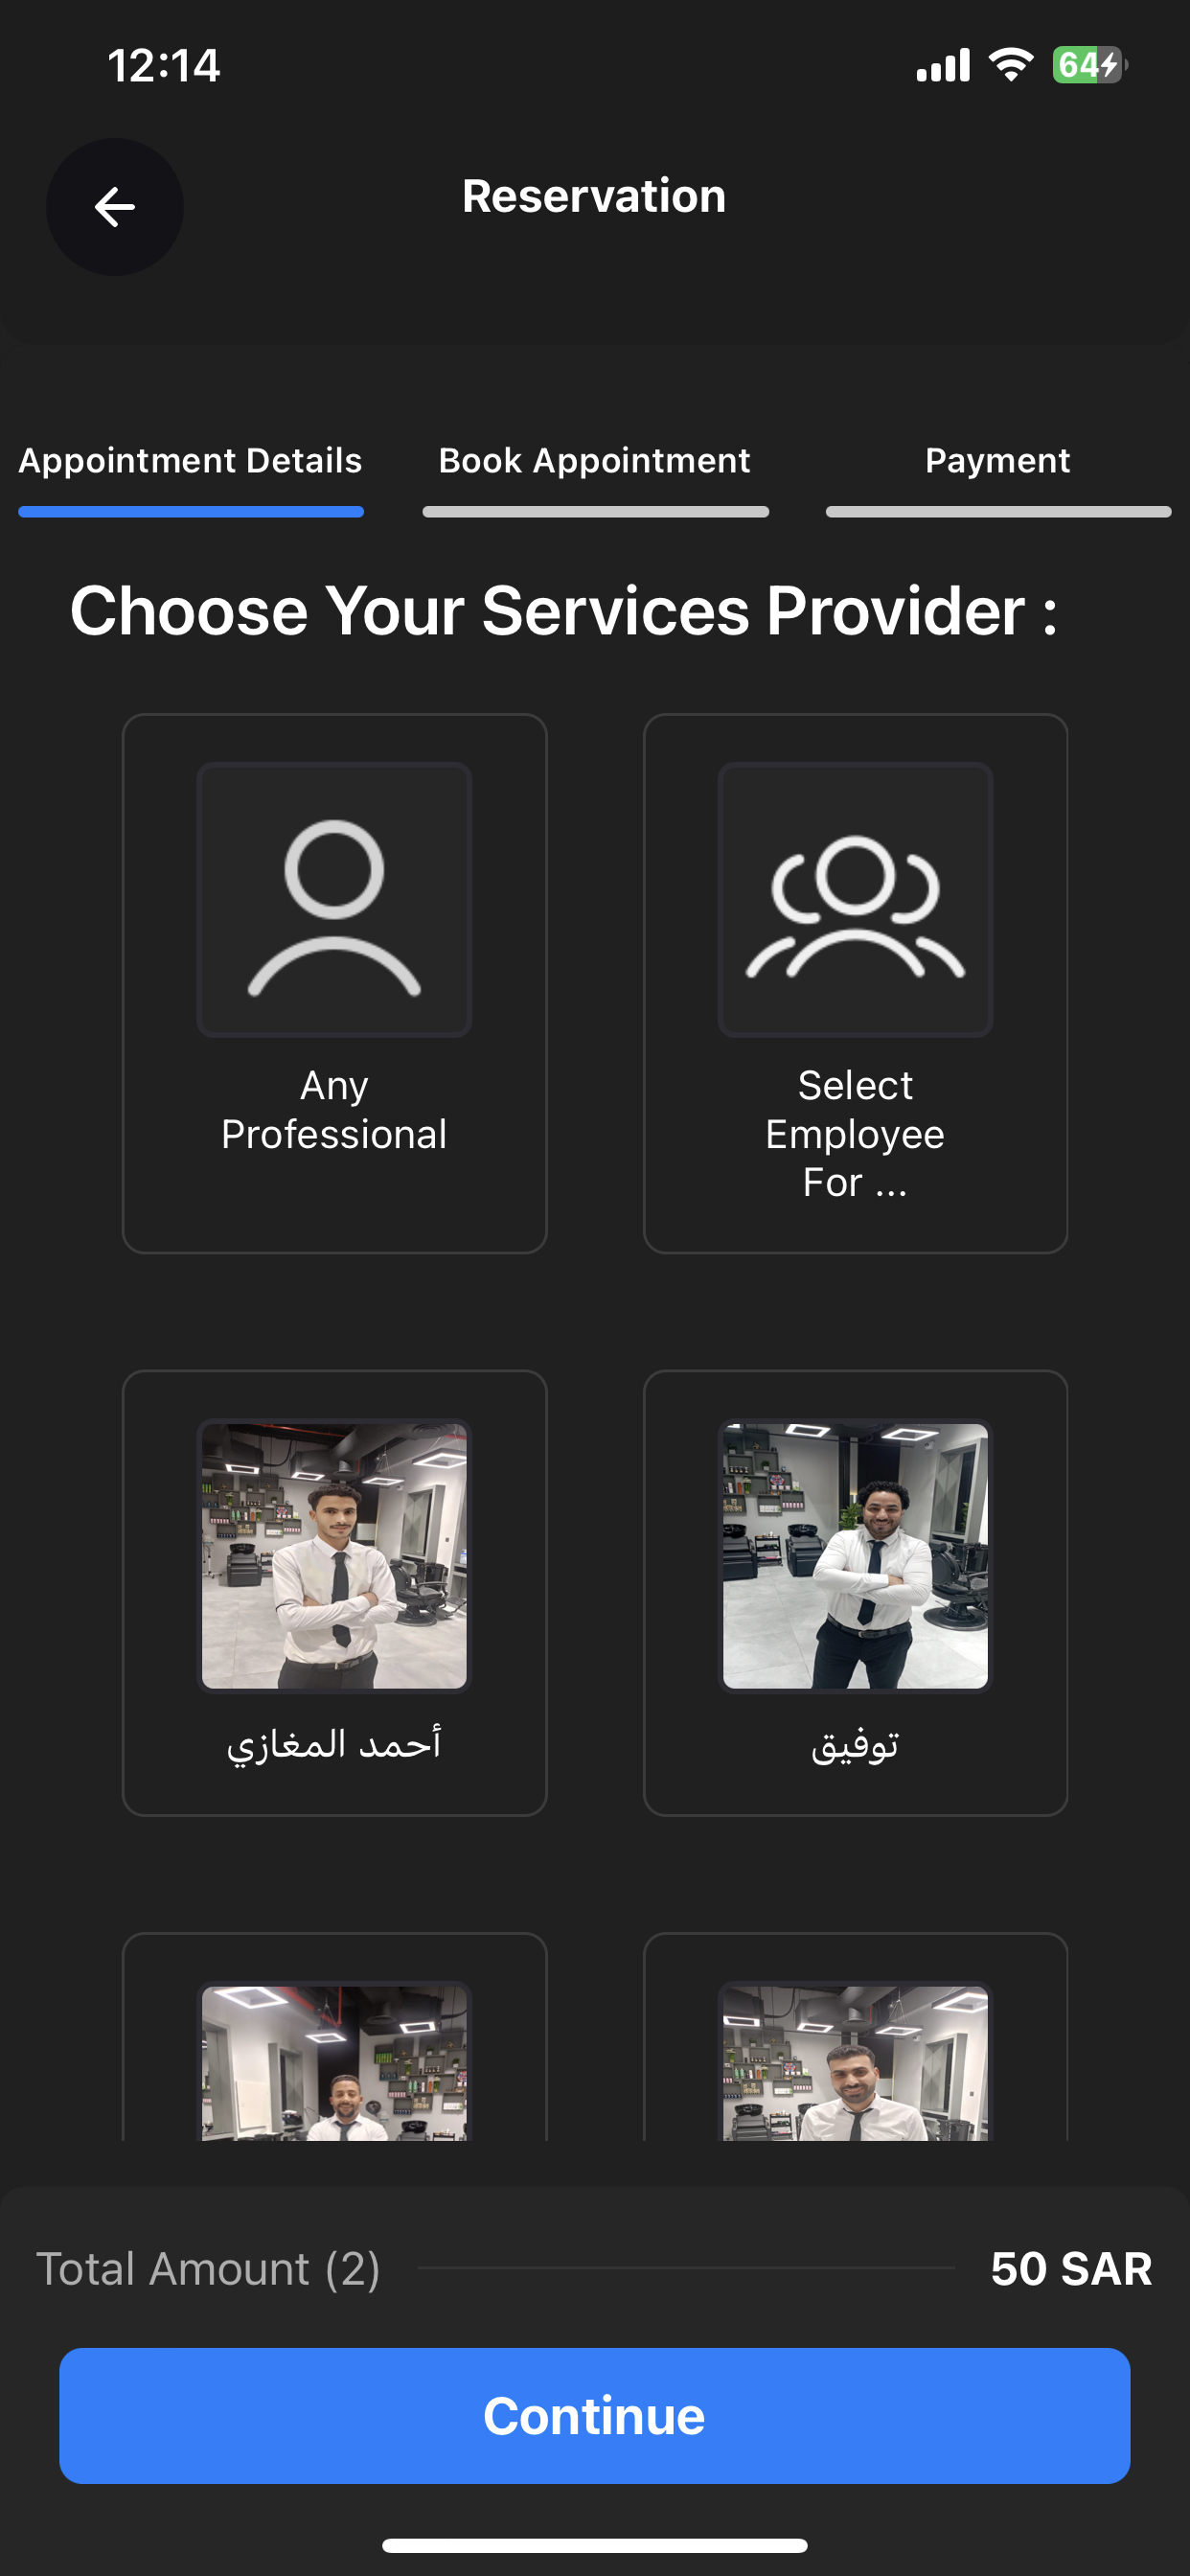 12:14
64
Reservation
Appointment Details
Book Appointment
Payment
Choose Your Services Provider :
Any
Professional
Select
Employee
For ...
أحمد المغازي
توفيق
Total Amount (2)
50 SAR
Continue